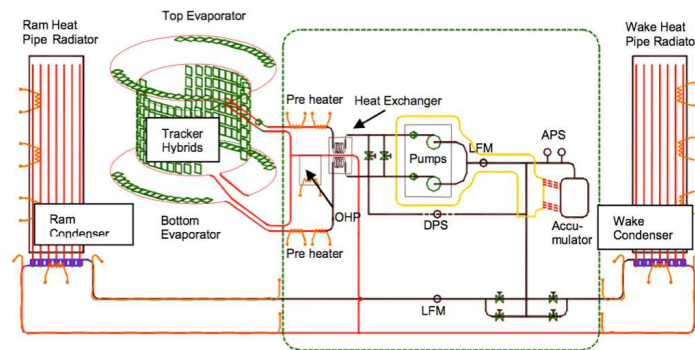 Ram Heat
Pipe Radiator
Top Evaporator
Wake Heat
Pipe Radiator
Pre heater
Heat Exchanger
Tracker
Hybrids
Pumps
LFM
APS
OHP
DPS
Ram
Condenser
Bottom
Evaporator
Pre heater
Accu-
mulator
Wake
Condenser
LFM